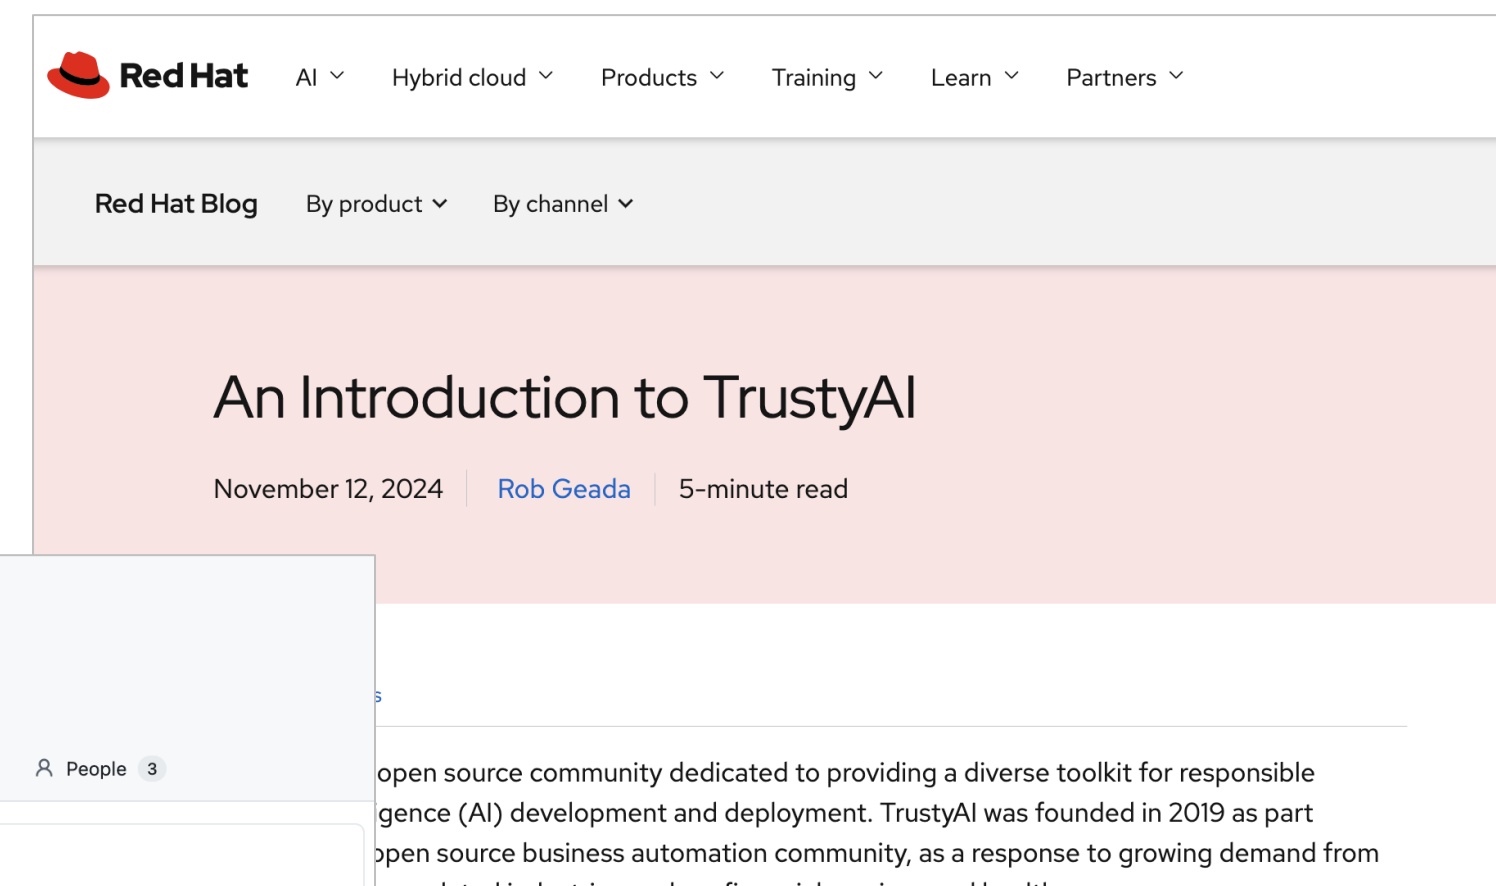 Red Hat AI Hybrid cloud Products Training Learn Partners
Red Hat Blog By product By channel
An Introduction to TrustyAI
November 12, 2024 Rob Geada 5-minute read
People 3
open source community dedicated to providing a diverse toolkit for responsible
(AI) development and deployment. TrustyAI was founded in 2019 as part
open source business automation community, as a response to growing demand from